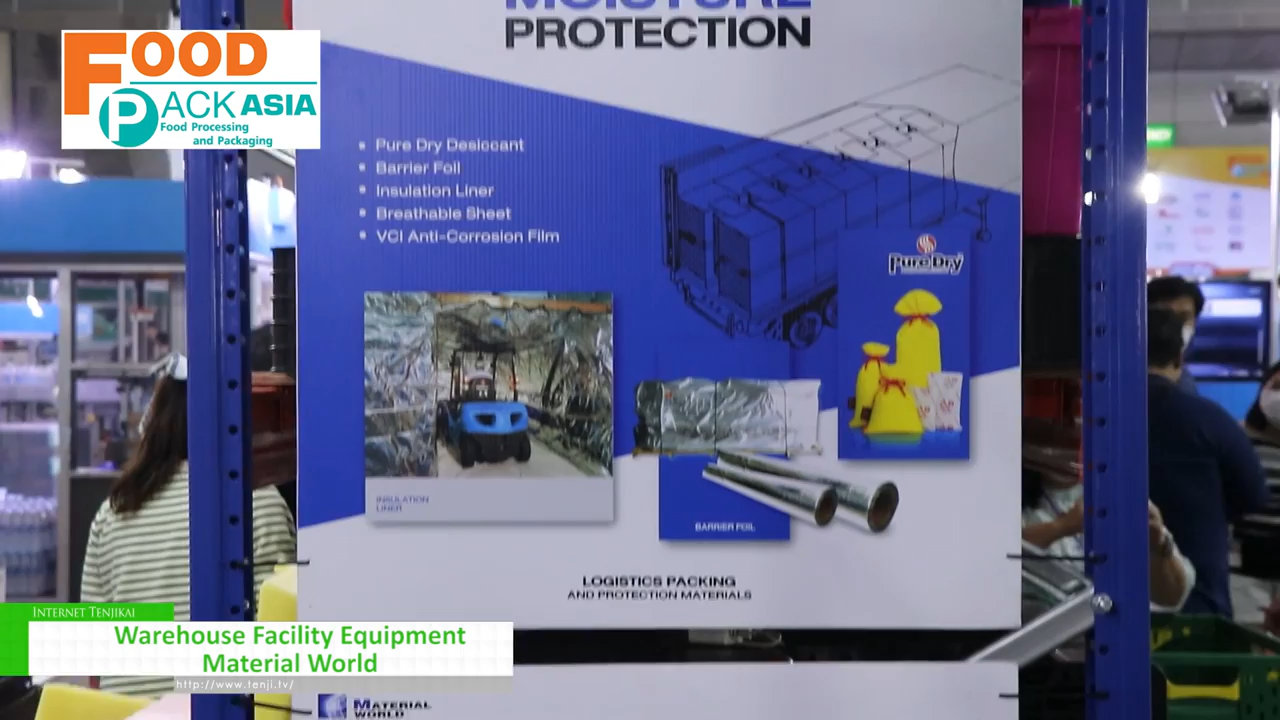 MOISTURE
PROTECTION
FOOD
PACK ASIA
Food Processing
and Packaging
Pure Dry Desiccant
Barrier Foil
Insulation Liner
Breathable Sheet
VCI Anti-Corrosion Film
Pure Dry
INSULATION
LINER
BARRIER FOIL
LOGISTICS PACKING
AND PROTECTION MATERIALS
INTERNET TENJIKAI
Warehouse Facility Equipment
Material World
http://www.tenji.tv/
MATERIAL
WORLD